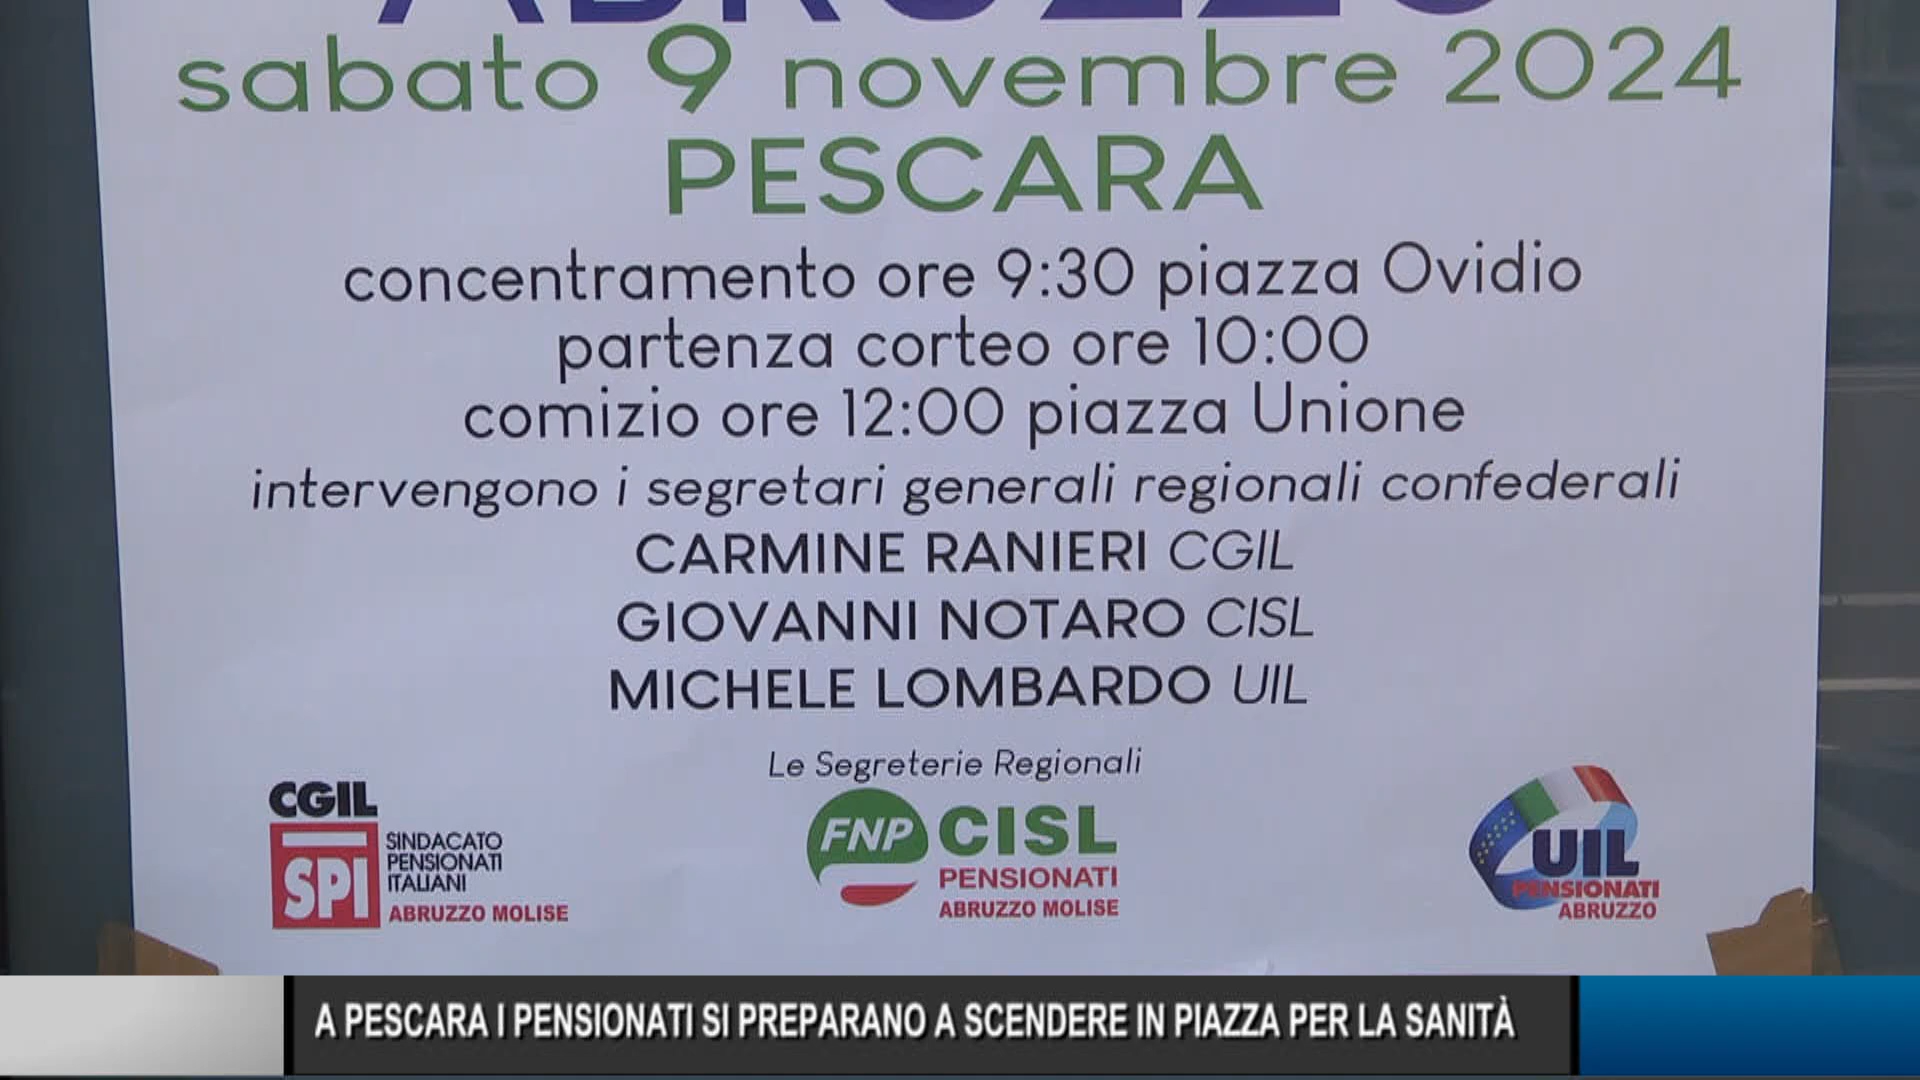 ABRUZZO
sabato 9 novembre 2024
PESCARA
concentramento ore 9:30 piazza Ovidio
partenza corteo ore 10:00
comizio ore 12:00 piazza Unione
intervengono i segretari generali regionali confederali
CARMINE RANIERI CGIL
GIOVANNI NOTARO CISL
MICHELE LOMBARDO UIL
Le Segreterie Regionali
CGIL
SPI
SINDACATO
PENSIONATI
ITALIANI
ABRUZZO MOLISE
FNP CISL
PENSIONATI
ABRUZZO MOLISE
UIL
PENSIONATI
ABRUZZO
A PESCARA I PENSIONATI SI PREPARANO A SCENDERE IN PIAZZA PER LA SANITÀ